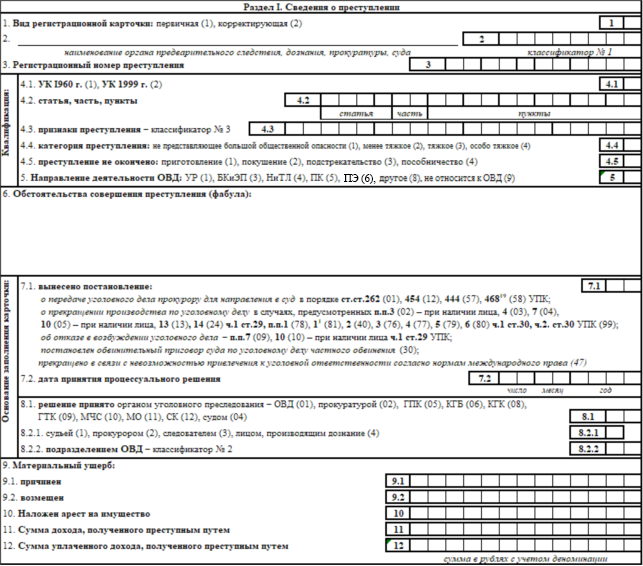 Раздел I. Сведения о преступлении
1. Вид регистрационной карточки: первичная (1), корректирующая (2) 1
2. 2
наименование органа предварительного следствия, дознания, прокуратуры, суда классификатор № 1
3. Регистрационный номер преступления 3
Квалификация:
4.1. УК 1960 г. (1), УК 1999 г. (2) 4.1
4.2. статья, часть, пункты 4.2
статья часть пункты
4.3. признаки преступления – классификатор № 3 4.3
4.4. категория преступления: не представляющее большой общественной опасности (1), менее тяжкое (2), тяжкое (3), особо тяжкое (4) 4.4
4.5. преступление не окончено: приготовление (1), покушение (2), подстрекательство (3), пособничество (4) 4.5
5. Направление деятельности ОВД: УР (1), БКиЭП (3), НиТЛ (4), ПК (5), ПЭ (6), другое (8), не относится к ОВД (9) 5
6. Обстоятельства совершения преступления (фабула):
Основание заполнения карточки:
7.1. вынесено постановление: 7.1
о передаче уголовного дела прокурору для направления в суд в порядке ст.ст.262 (01), 454 (12), 444 (57), 468¹⁹ (58) УПК;
о прекращении производства по уголовному делу в случаях, предусмотренных п.п.3 (02) – при наличии лица, 4 (03), 7 (04),
10 (05) – при наличии лица, 13 (13), 14 (24) ч.1 ст.29, п.п.1 (78), 1¹ (81), 2 (40), 3 (76), 4 (77), 5 (79), 6 (80) ч.1 ст.30, ч.2. ст.30 УПК (99);
об отказе в возбуждении уголовного дела – п.п.7 (09), 10 (10) – при наличии лица ч.1 ст.29 УПК;
постановлен обвинительный приговор суда по уголовному делу частного обвинения (30);
прекращено в связи с невозможностью привлечения к уголовной ответственности согласно нормам международного права (47)
7.2. дата принятия процессуального решения 7.2
число месяц год
8.1. решение принято органом уголовного преследования – ОВД (01), прокуратурой (02), ГПК (05), КГБ (06), КГК (08),
ГТК (09), МЧС (10), МО (11), СК (12), судом (04) 8.1
8.2.1. судьей (1), прокурором (2), следователем (3), лицом, производящим дознание (4) 8.2.1
8.2.2. подразделением ОВД – классификатор № 2 8.2.2
9. Материальный ущерб:
9.1. причинен 9.1
9.2. возмещен 9.2
10. Наложен арест на имущество 10
11. Сумма дохода, полученного преступным путем 11
12. Сумма уплаченного дохода, полученного преступным путем 12
сумма в рублях с учетом деноминации